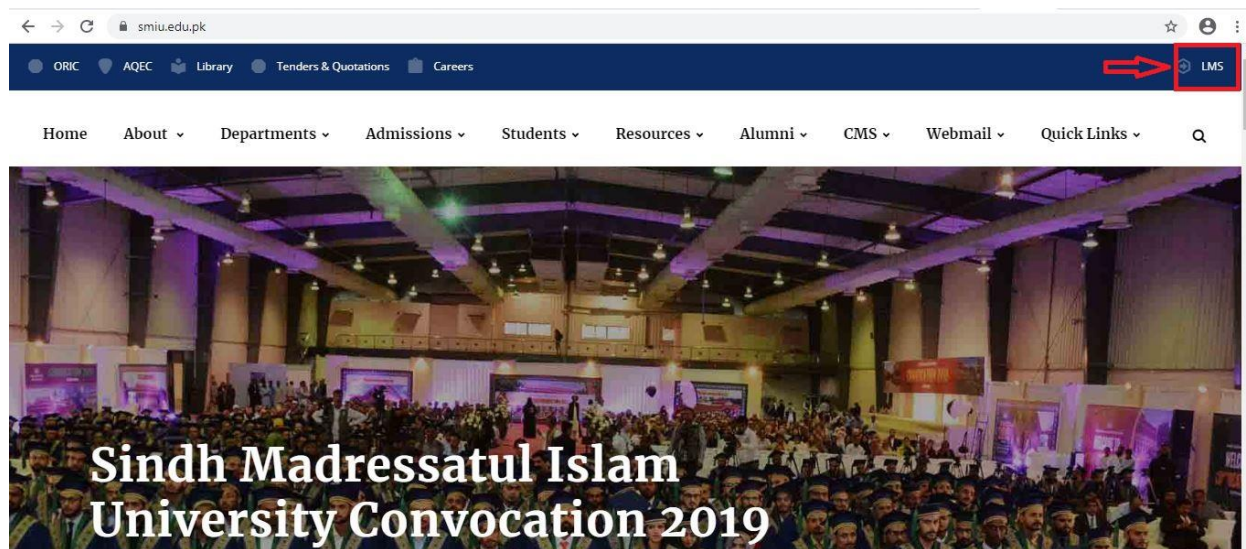 smiu.edu.pk
ORIC AQEC Library Tenders & Quotations Careers LMS
Home About Departments Admissions Students Resources Alumni CMS Webmail Quick Links
Sindh Madressatul Islam
University Convocation 2019